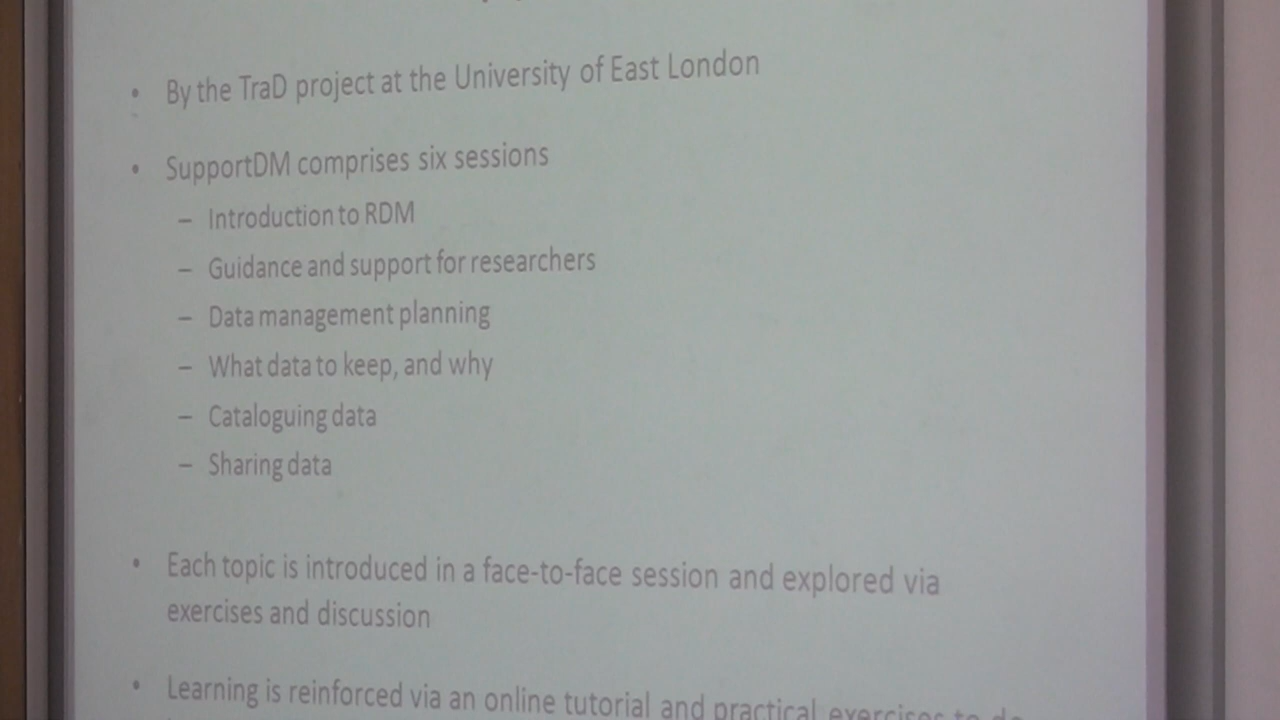 • By the TraD project at the University of East London
• SupportDM comprises six sessions
– Introduction to RDM
– Guidance and support for researchers
– Data management planning
– What data to keep, and why
– Cataloguing data
– Sharing data
• Each topic is introduced in a face-to-face session and explored via
exercises and discussion
• Learning is reinforced via an online tutorial and practical exercises to do